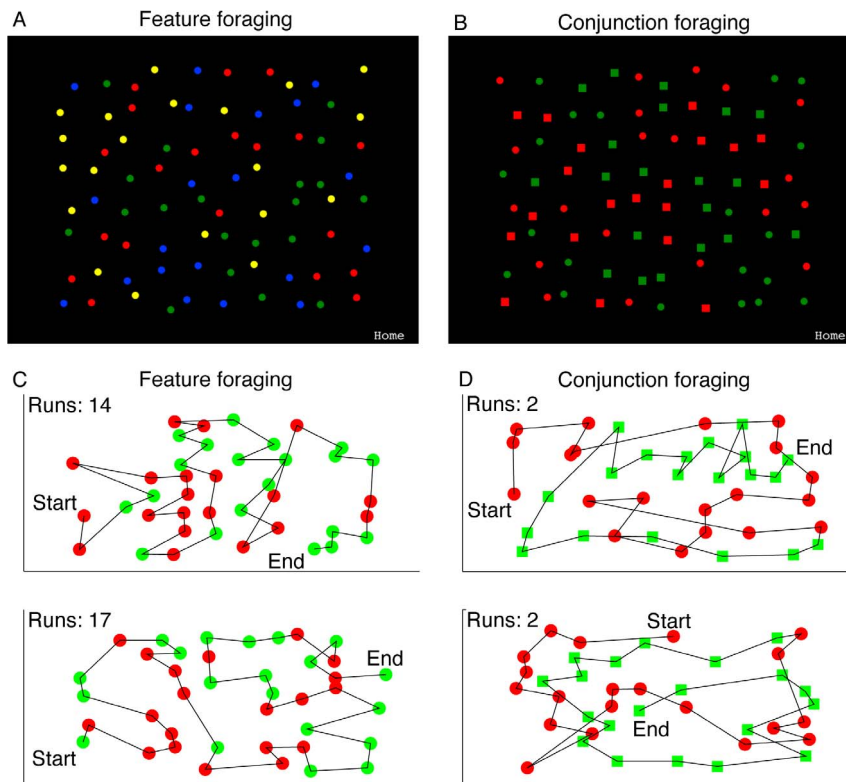 A
Feature foraging
B
Conjunction foraging
Home
Home
C
Feature foraging
D
Conjunction foraging
Runs: 14
Start
End
Runs: 2
Start
End
Runs: 17
Start
End
Runs: 2
Start
End